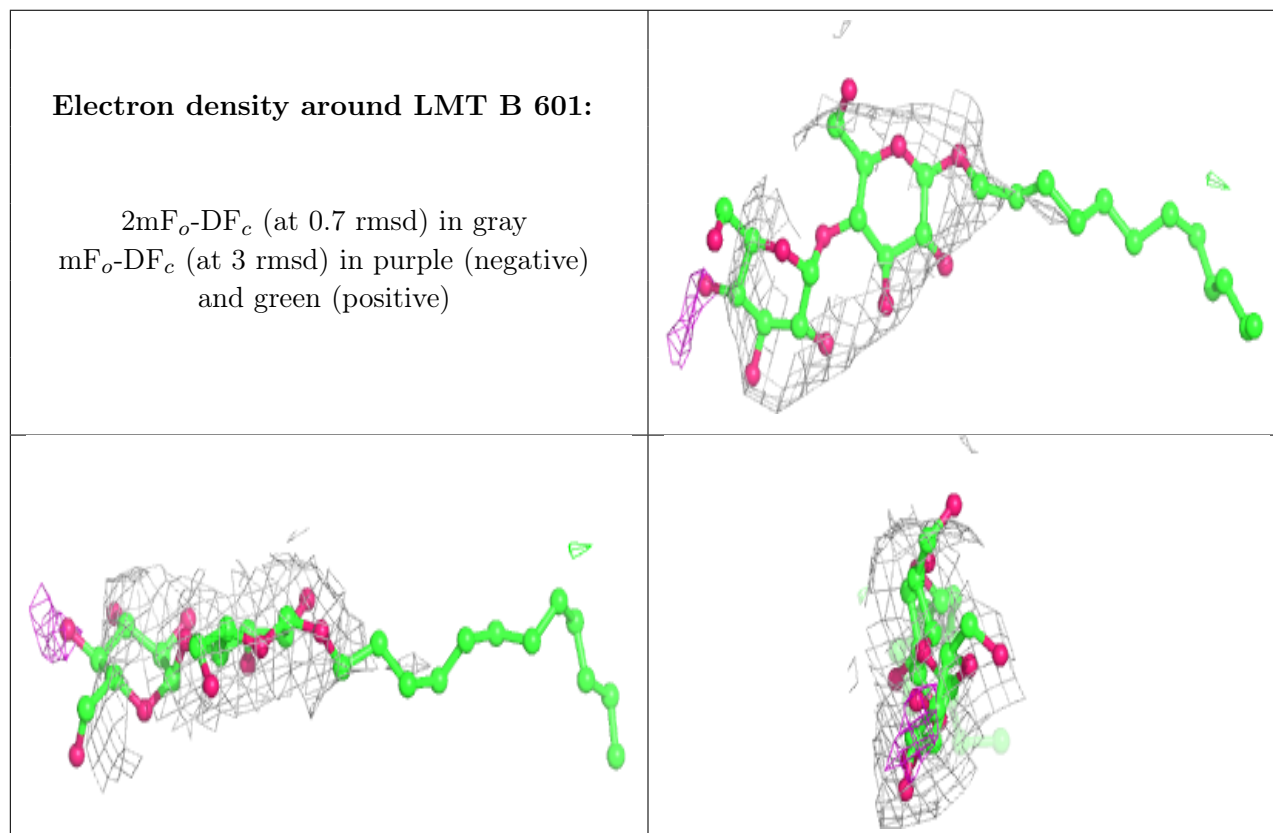 Electron density around LMT B 601:
2mFo-DFc (at 0.7 rmsd) in gray
mFo-DFc (at 3 rmsd) in purple (negative)
and green (positive)